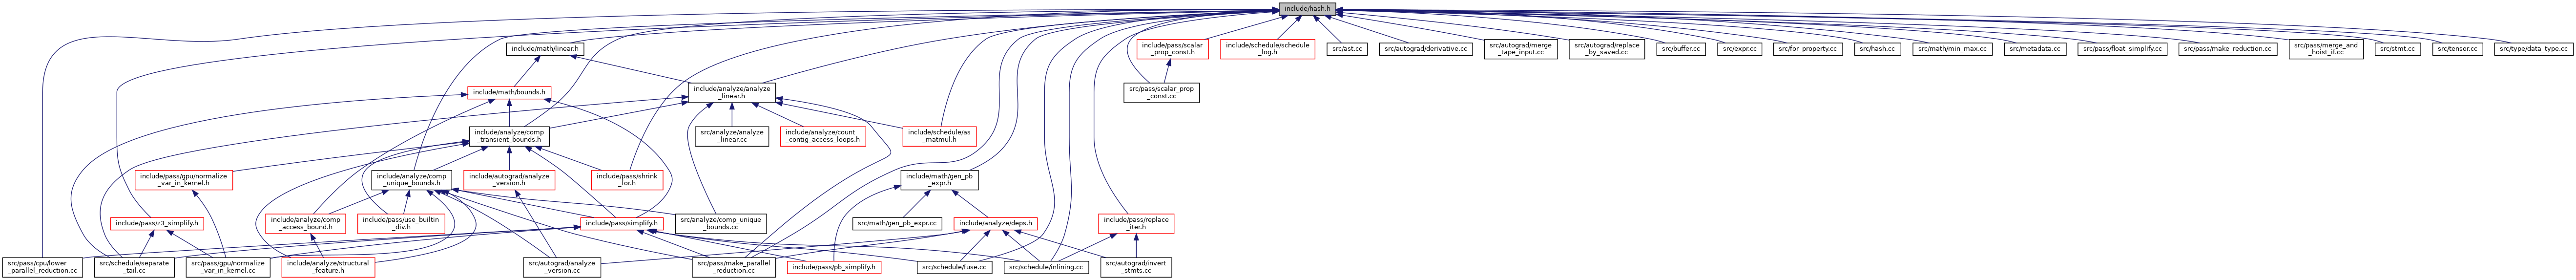 include/hash.h
include/math/linear.h
include/pass/scalar
_prop_const.h
include/schedule/schedule
_log.h
src/ast.cc
src/autograd/derivative.cc
src/autograd/merge
_tape_input.cc
src/autograd/replace
_by_saved.cc
src/buffer.cc
src/expr.cc
src/for_property.cc
src/hash.cc
src/math/min_max.cc
src/metadata.cc
src/pass/float_simplify.cc
src/pass/make_reduction.cc
src/pass/merge_and
_hoist_if.cc
src/stmt.cc
src/tensor.cc
src/type/data_type.cc
include/math/bounds.h
include/analyze/analyze
_linear.h
src/pass/scalar_prop
_const.cc
include/analyze/comp
_transient_bounds.h
src/analyze/analyze
_linear.cc
include/analyze/count
_contig_access_loops.h
include/schedule/as
_matmul.h
include/pass/gpu/normalize
_var_in_kernel.h
include/analyze/comp
_unique_bounds.h
include/autograd/analyze
_version.h
include/pass/shrink
_for.h
include/math/gen_pb
_expr.h
include/pass/z3_simplify.h
include/analyze/comp
_access_bound.h
include/pass/use_builtin
_div.h
include/pass/simplify.h
src/analyze/comp_unique
_bounds.cc
src/math/gen_pb_expr.cc
include/analyze/deps.h
include/pass/replace
_iter.h
src/pass/cpu/lower
_parallel_reduction.cc
src/schedule/separate
_tail.cc
src/pass/gpu/normalize
_var_in_kernel.cc
include/analyze/structural
_feature.h
src/autograd/analyze
_version.cc
src/pass/make_parallel
_reduction.cc
include/pass/pb_simplify.h
src/schedule/fuse.cc
src/schedule/inlining.cc
src/autograd/invert
_stmts.cc